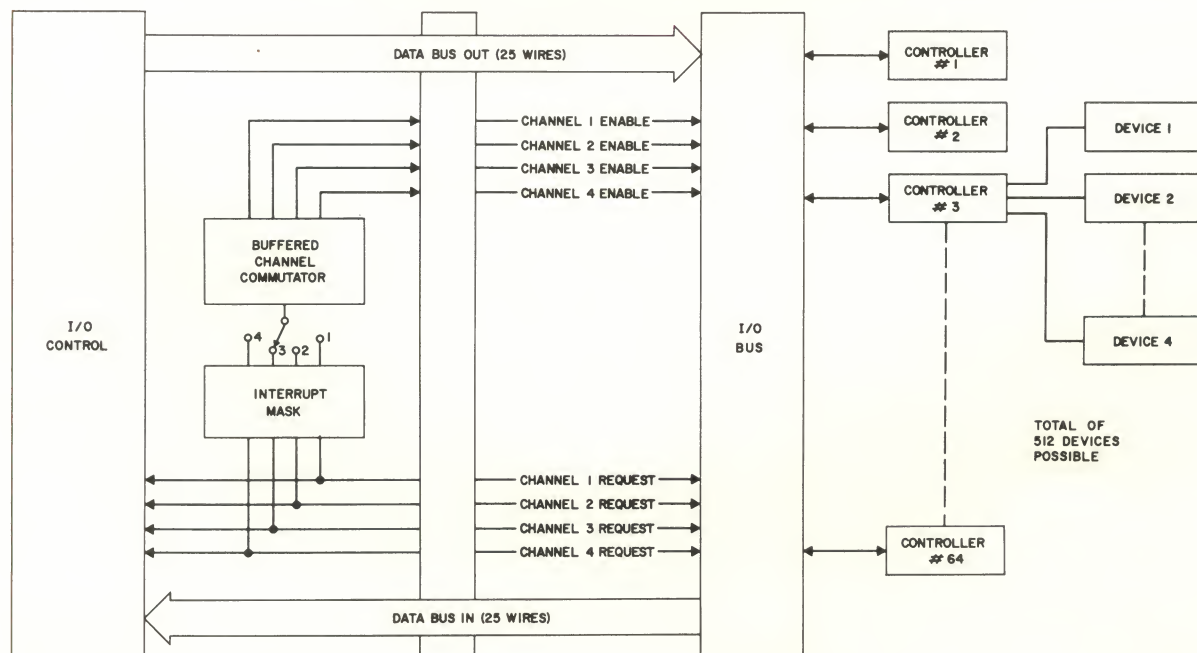 DATA BUS OUT (25 WIRES)
CHANNEL 1 ENABLE
CHANNEL 2 ENABLE
CHANNEL 3 ENABLE
CHANNEL 4 ENABLE
BUFFERED
CHANNEL
COMMUTATOR
4
3
2
1
INTERRUPT
MASK
I/O
CONTROL
CHANNEL 1 REQUEST
CHANNEL 2 REQUEST
CHANNEL 3 REQUEST
CHANNEL 4 REQUEST
DATA BUS IN (25 WIRES)
I/O
BUS
CONTROLLER
# 1
CONTROLLER
# 2
CONTROLLER
# 3
CONTROLLER
# 64
DEVICE 1
DEVICE 2
DEVICE 4
TOTAL OF
512 DEVICES
POSSIBLE